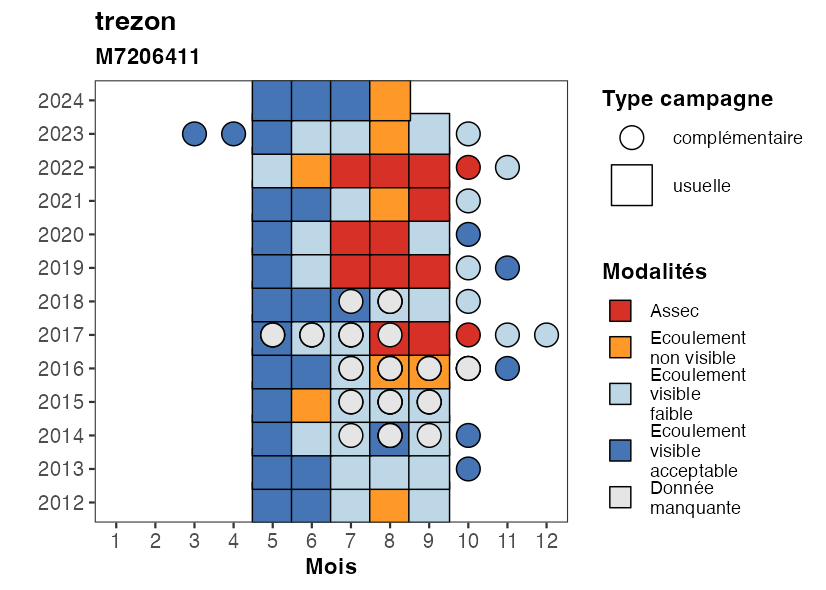 trezon
M7206411
2024
2023
2022
2021
2020
2019
2018
2017
2016
2015
2014
2013
2012
1 2 3 4 5 6 7 8 9 10 11 12
Mois
Type campagne
complémentaire
usuelle
Modalités
Assec
Ecoulement
non visible
Ecoulement
visible
faible
Ecoulement
visible
acceptable
Donnée
manquante